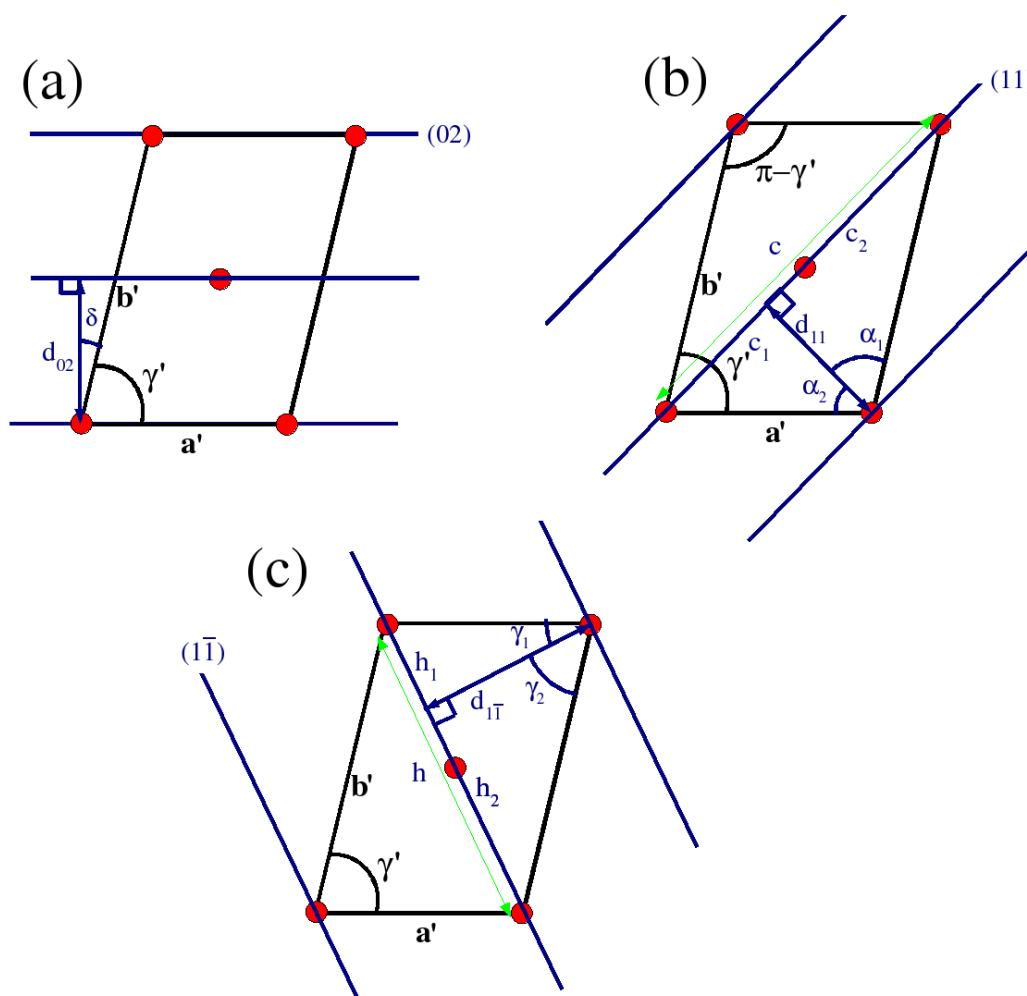 (a)
(02)
b'
δ
d02
γ'
a'
(b)
(11
π−γ'
c
c2
b'
d11
c1
α1
γ'
α2
a'
(c)
(11̅)
γ1
h1
γ2
d11̅
h
h2
b'
γ'
a'